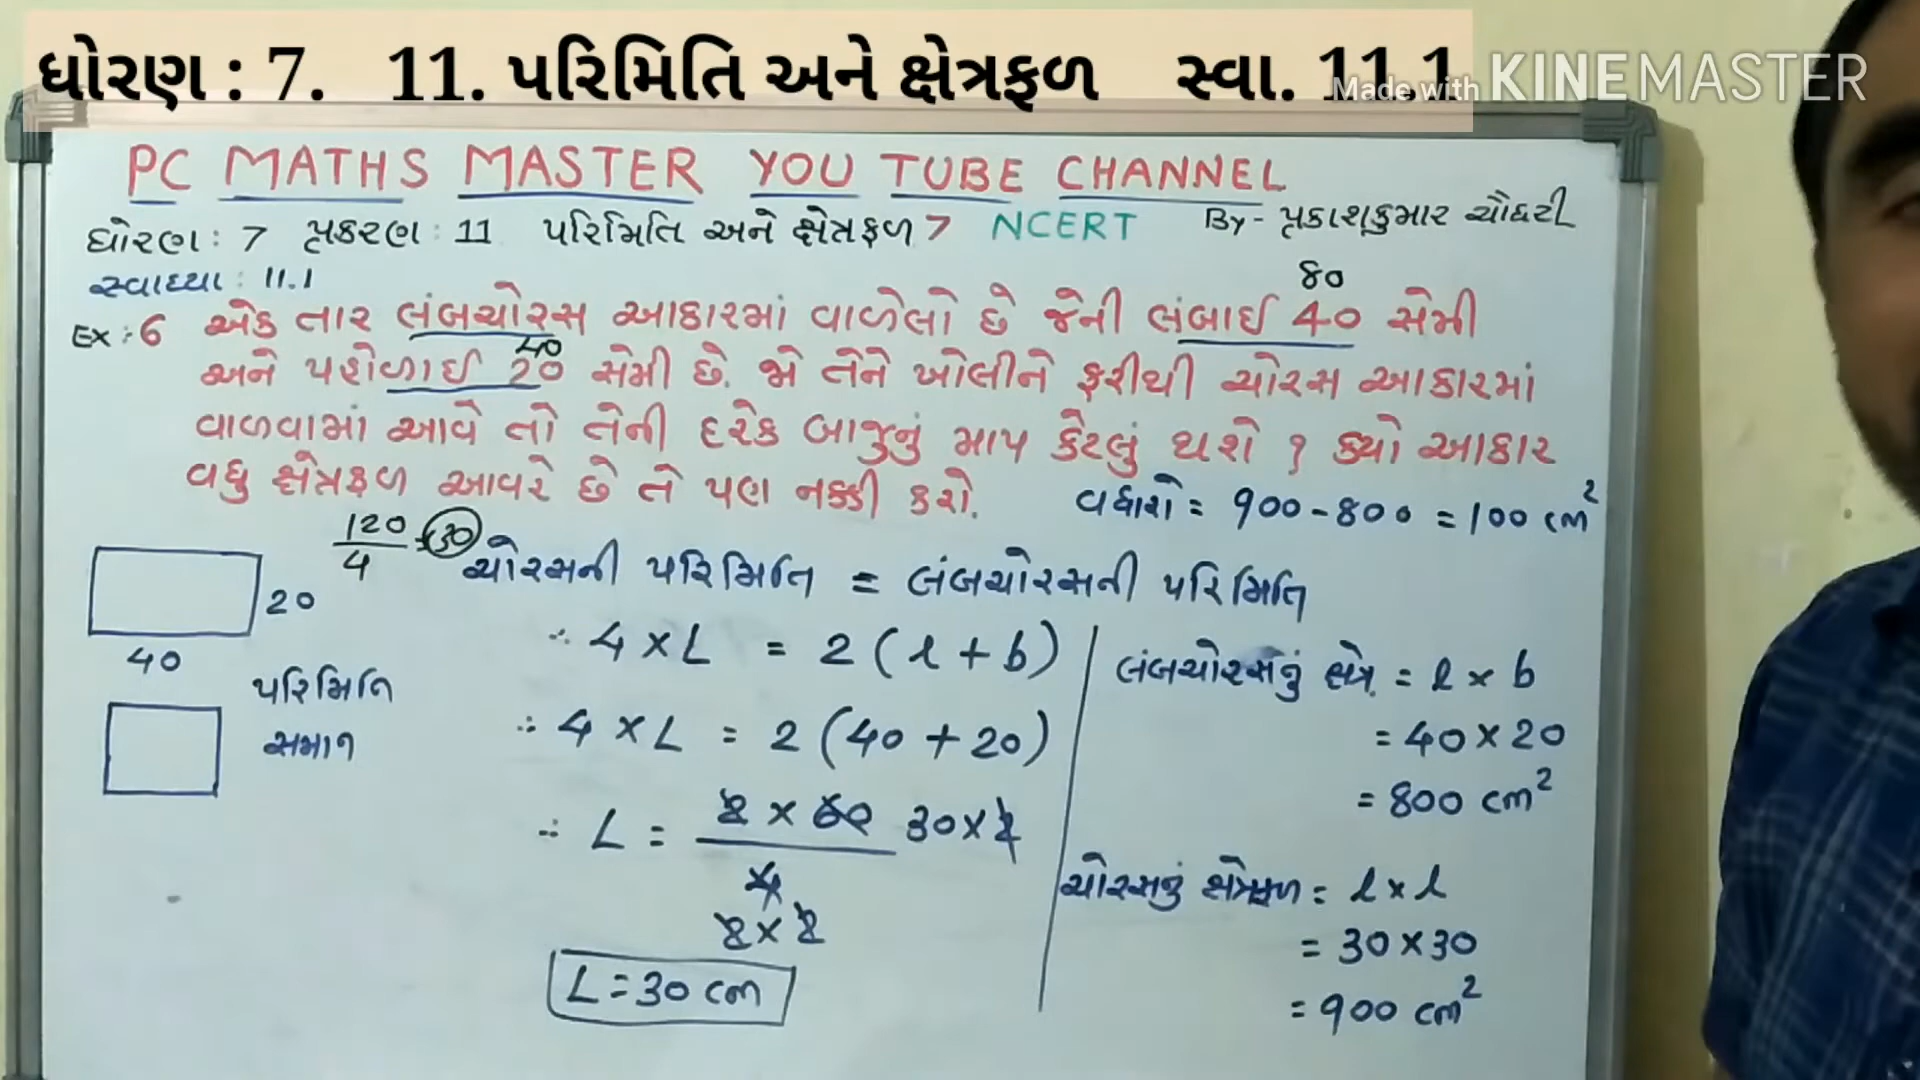 ધોરણ : 7. 11. પરિમિતિ અને ક્ષેત્રફળ સ્વા. 11.1
Made with KINEMASTER
PC MATHS MASTER YOU TUBE CHANNEL
ધોરણ : 7 પ્રકરણ : 11 પરિમિતિ અને ક્ષેત્રફળ 7 NCERT By - પ્રકાશકુમાર ચૌધરી
સ્વાધ્યા : 11.1
80
Ex : 6 એક તાર લંબચોરસ આકારમાં વાળેલો છે જેની લંબાઈ 40 સેમી
40
અને પહોળાઈ 20 સેમી છે. જો તેને ખોલીને ફરીથી ચોરસ આકારમાં
વાળવામાં આવે તો તેની દરેક બાજુનું માપ કેટલું થશે ? ક્યો આકાર
વધુ ક્ષેત્રફળ આવરે છે તે પણ નક્કી કરો.
વધારો = 900 - 800 = 100 cm²
120/4 = 30
ચોરસની પરિમિતિ = લંબચોરસની પરિમિતિ
20
40
પરિમિતિ
સમાન
∴ 4 × L = 2 ( l + b )
∴ 4 × L = 2 (40 + 20)
∴ L = 2 × 60 30 × 2
4
2 × 2
L = 30 cm
લંબચોરસનું ક્ષેત્ર. = l × b
= 40 × 20
= 800 cm²
ચોરસનું ક્ષેત્રફળ = l × l
= 30 × 30
= 900 cm²